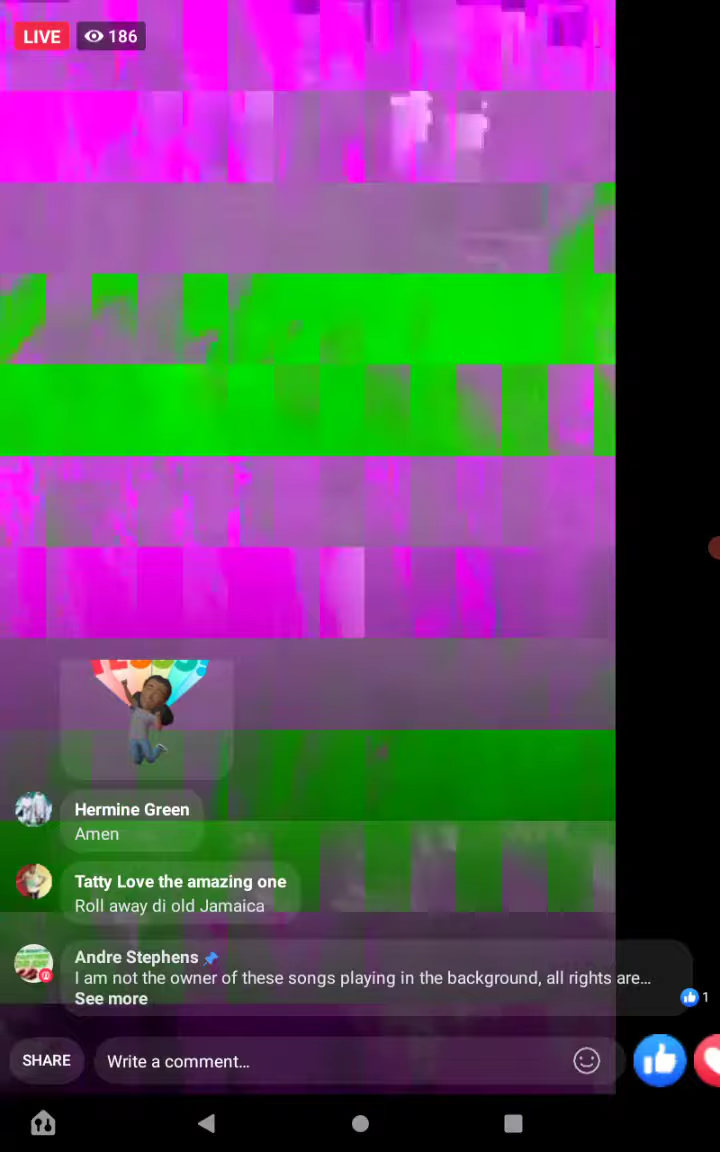 LIVE 186
Hermine Green
Amen
Tatty Love the amazing one
Roll away di old Jamaica
Andre Stephens
I am not the owner of these songs playing in the background, all rights are…
See more
1
SHARE Write a comment…